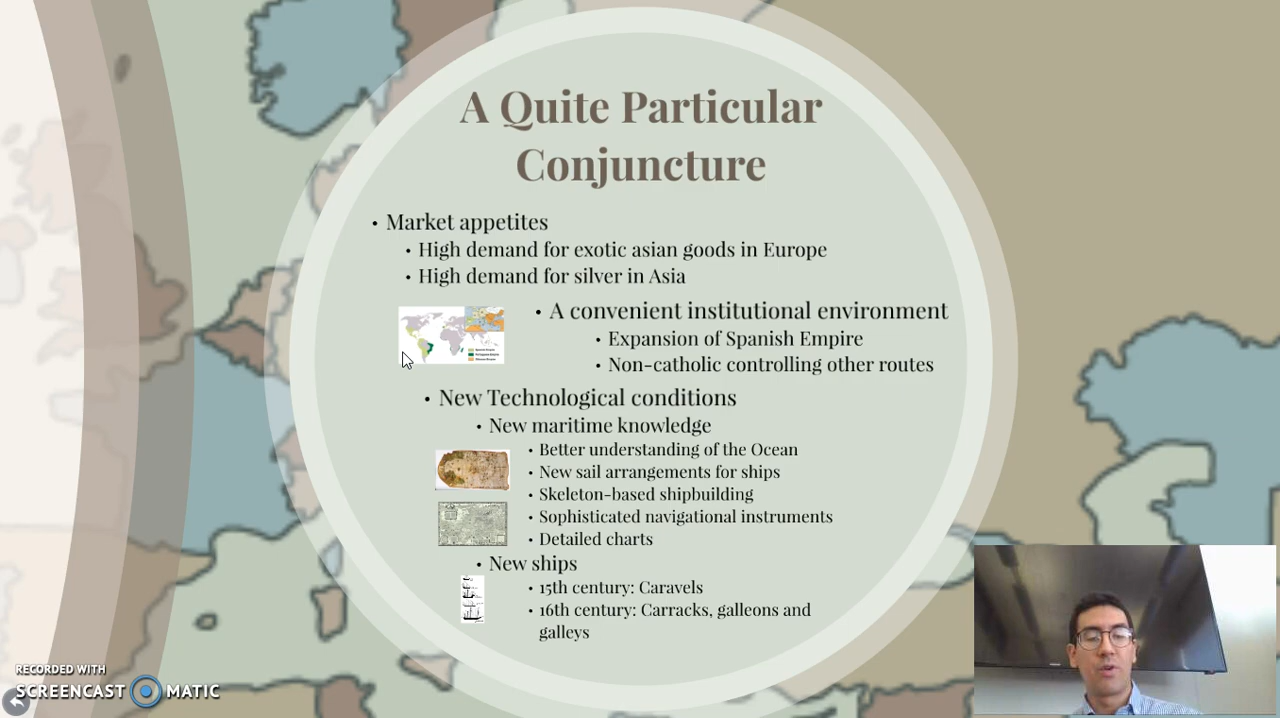 A Quite Particular
Conjuncture
• Market appetites
• High demand for exotic asian goods in Europe
• High demand for silver in Asia
• A convenient institutional environment
• Expansion of Spanish Empire
• Non-catholic controlling other routes
• New Technological conditions
• New maritime knowledge
• Better understanding of the Ocean
• New sail arrangements for ships
• Skeleton-based shipbuilding
• Sophisticated navigational instruments
• Detailed charts
• New ships
• 15th century: Caravels
• 16th century: Carracks, galleons and
galleys
RECORDED WITH
SCREENCAST MATIC